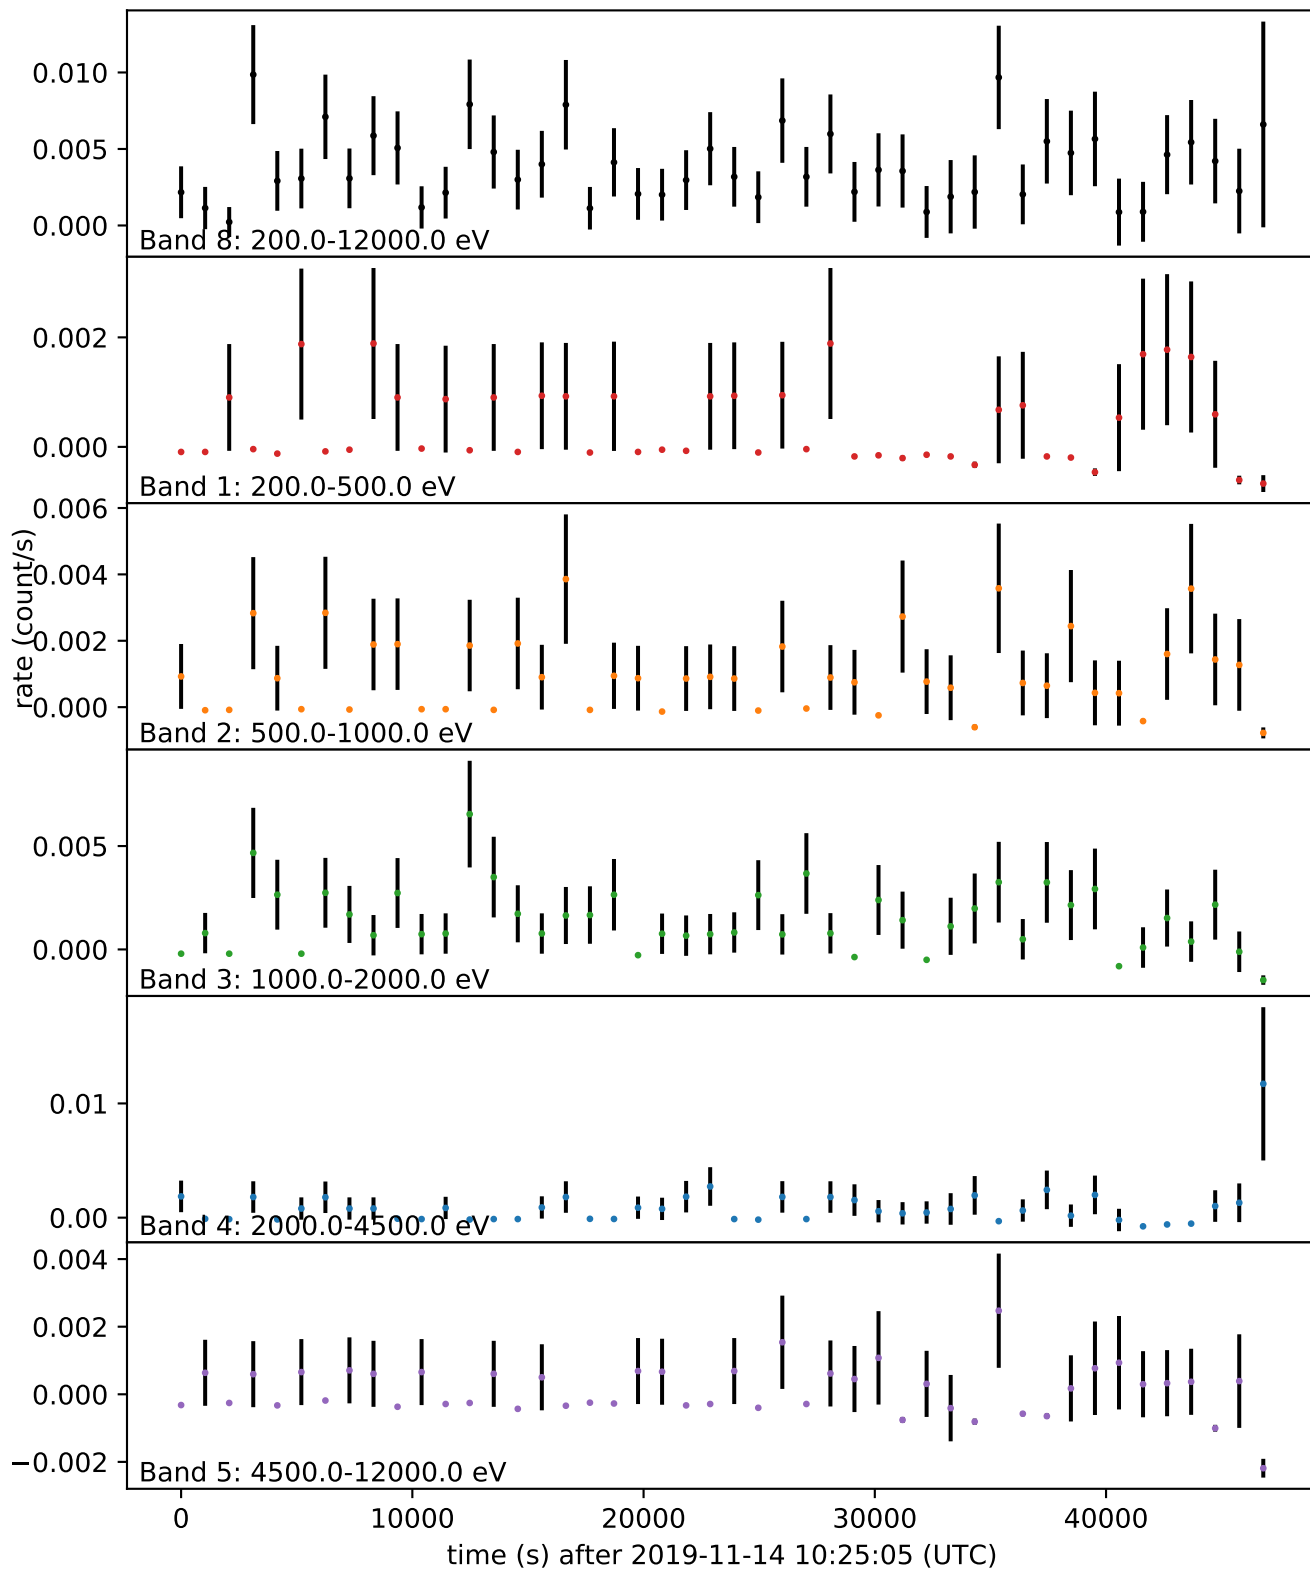 0.010
0.005
0.000
Band 8: 200.0-12000.0 eV
0.002
0.000
Band 1: 200.0-500.0 eV
rate (count/s)
0.006
0.004
0.002
0.000
Band 2: 500.0-1000.0 eV
0.005
0.000
Band 3: 1000.0-2000.0 eV
0.01
0.00
Band 4: 2000.0-4500.0 eV
0.004
0.002
0.000
−0.002
Band 5: 4500.0-12000.0 eV
0 10000 20000 30000 40000
time (s) after 2019-11-14 10:25:05 (UTC)